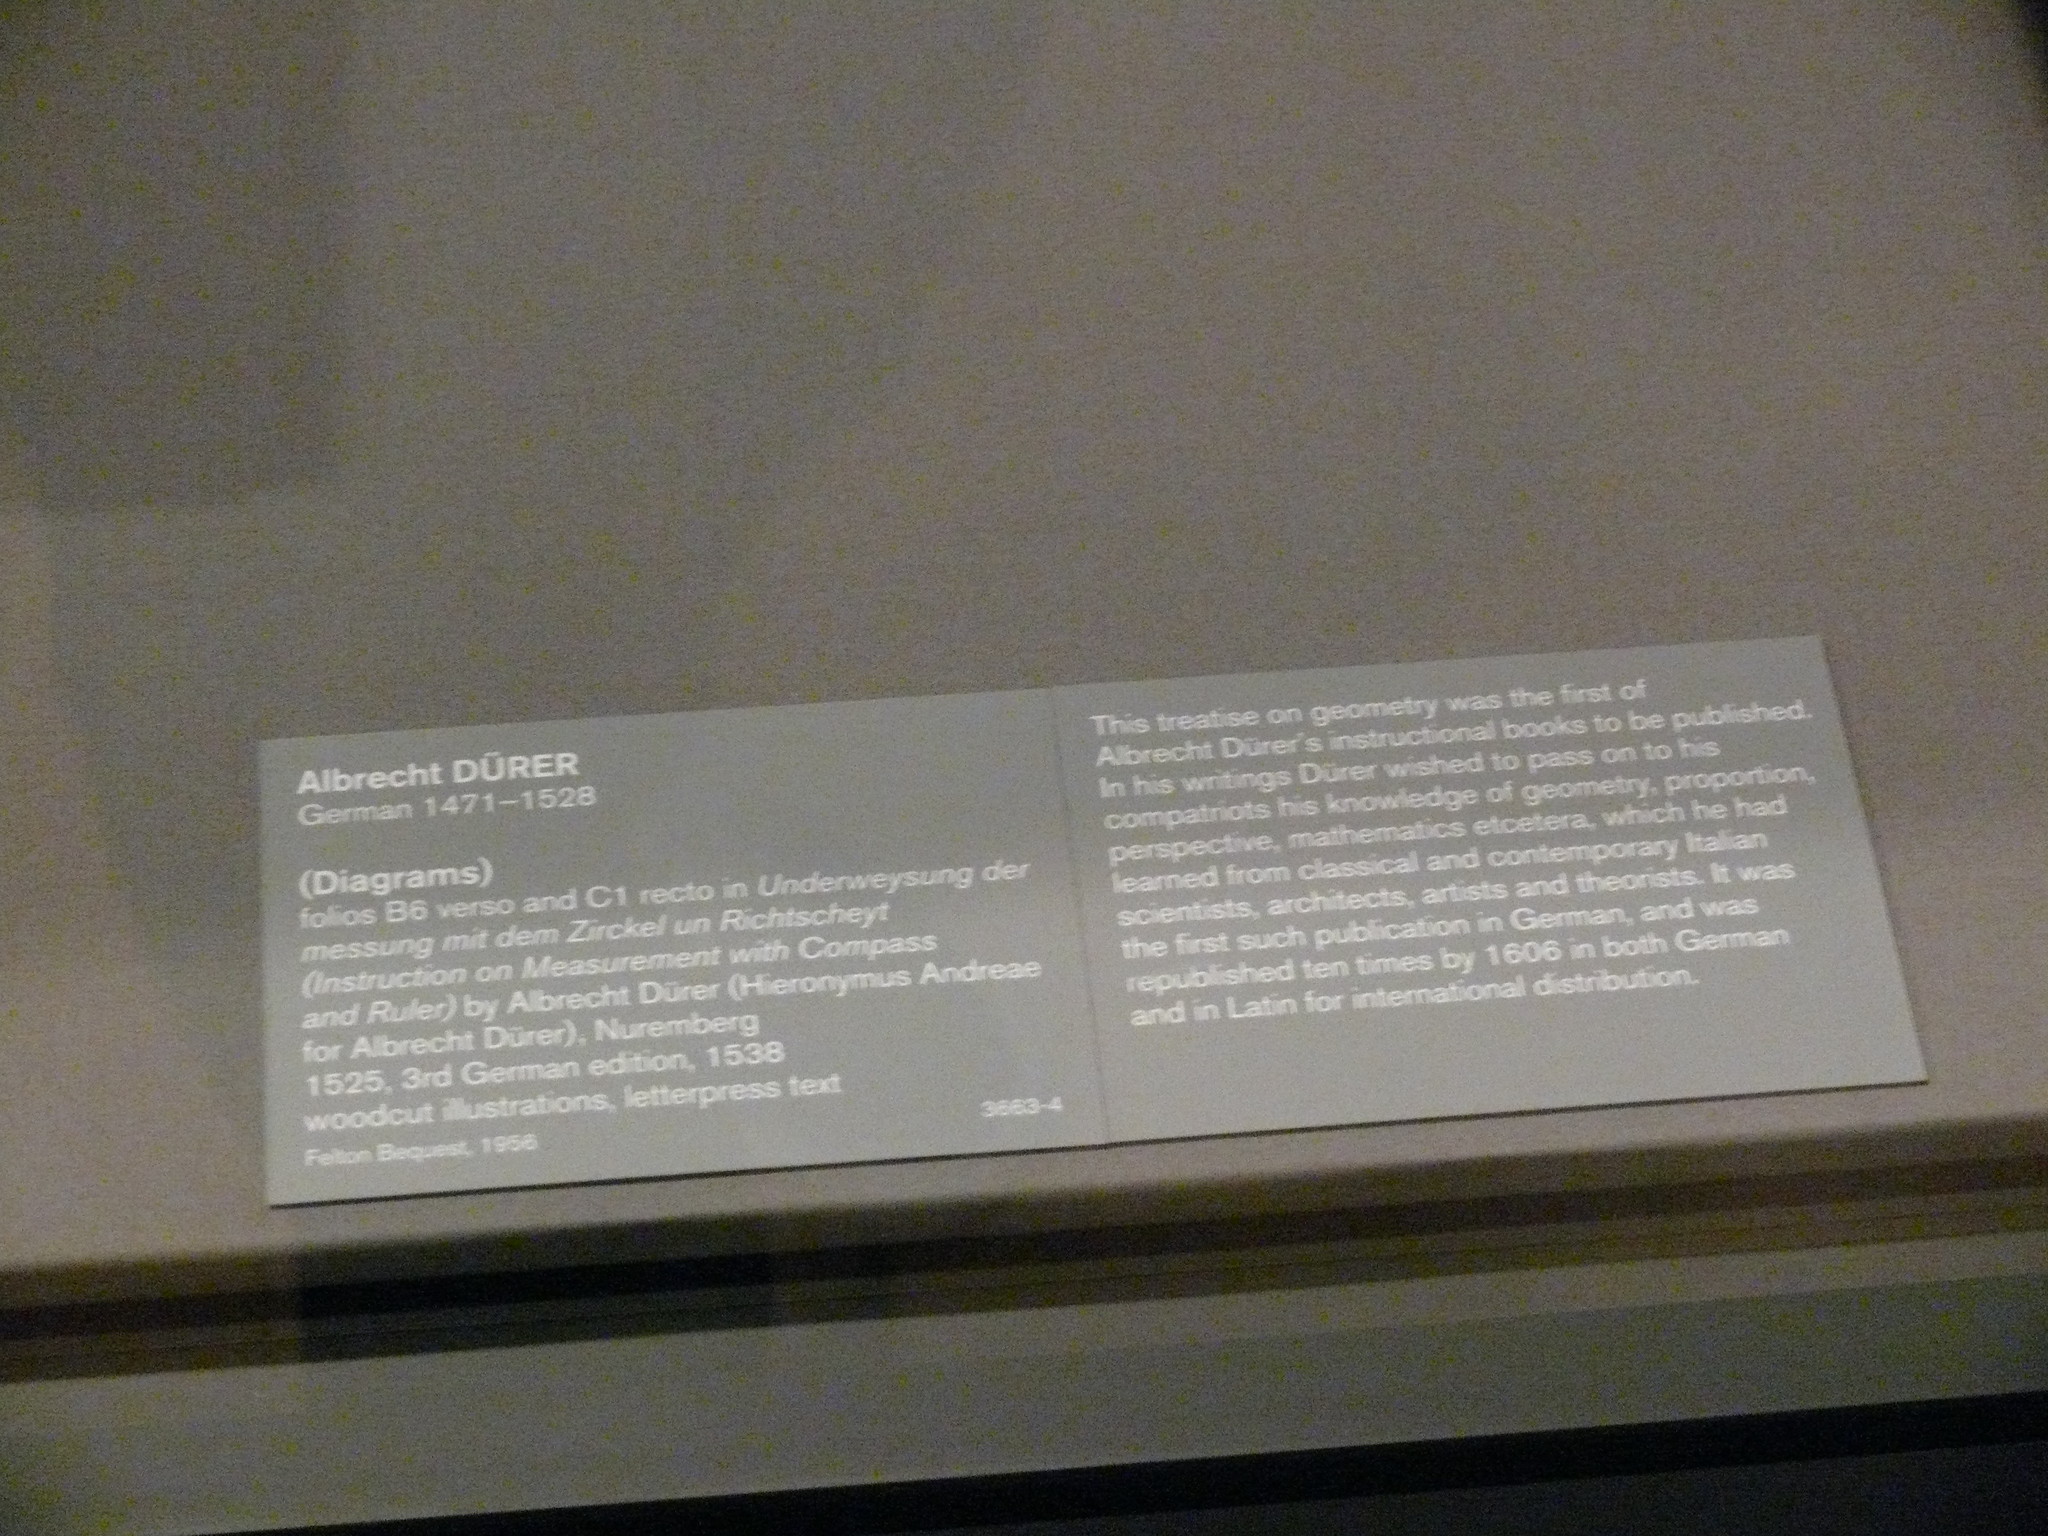 Albrecht DÜRER
German 1471–1528
(Diagrams)
folios B6 verso and C1 recto in Underweysung der
messung mit dem Zirckel un Richtscheyt
(Instruction on Measurement with Compass
and Ruler) by Albrecht Dürer (Hieronymus Andreae
for Albrecht Dürer), Nuremberg
1525, 3rd German edition, 1538
woodcut illustrations, letterpress text
Felton Bequest, 1956
3663-4
This treatise on geometry was the first of
Albrecht Dürer's instructional books to be published.
In his writings Dürer wished to pass on to his
compatriots his knowledge of geometry, proportion,
perspective, mathematics etcetera, which he had
learned from classical and contemporary Italian
scientists, architects, artists and theorists. It was
the first such publication in German, and was
republished ten times by 1606 in both German
and in Latin for international distribution.